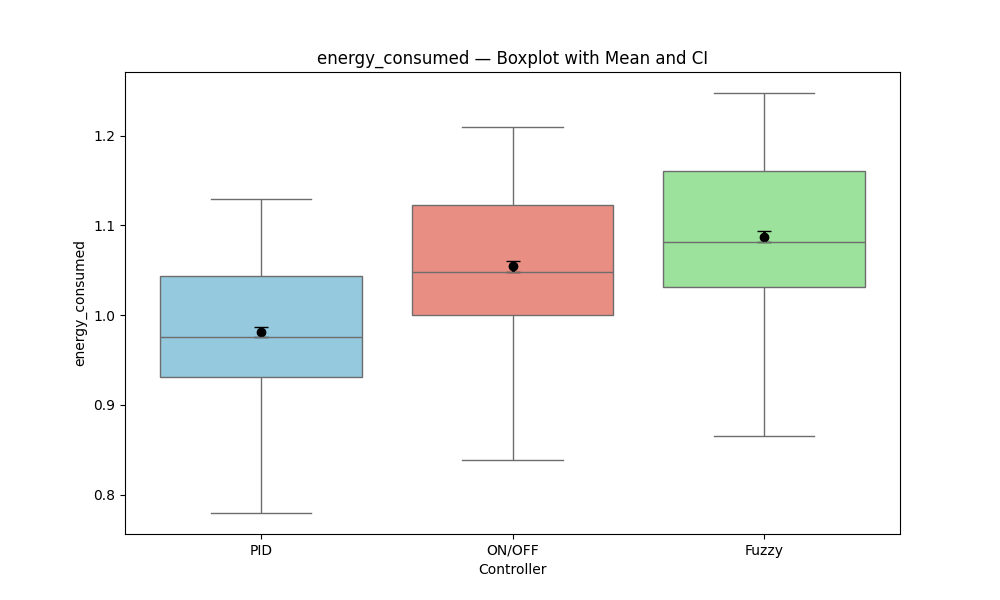 energy_consumed — Boxplot with Mean and CI
energy_consumed
1.2
1.1
1.0
0.9
0.8
PID
ON/OFF
Fuzzy
Controller